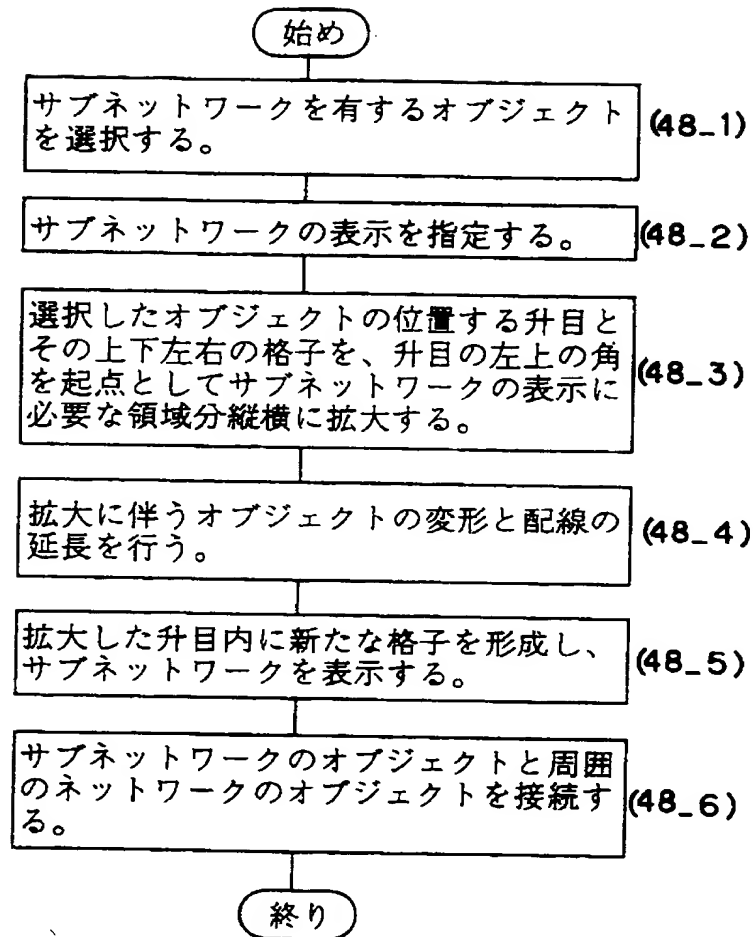 始め
サブネットワークを有するオブジェクト
を選択する。
(48_1)
サブネットワークの表示を指定する。
(48_2)
選択したオブジェクトの位置する升目と
その上下左右の格子を、升目の左上の角
を起点としてサブネットワークの表示に
必要な領域分縦横に拡大する。
(48_3)
拡大に伴うオブジェクトの変形と配線の
延長を行う。
(48_4)
拡大した升目内に新たな格子を形成し、
サブネットワークを表示する。
(48_5)
サブネットワークのオブジェクトと周囲
のネットワークのオブジェクトを接続す
る。
(48_6)
終り